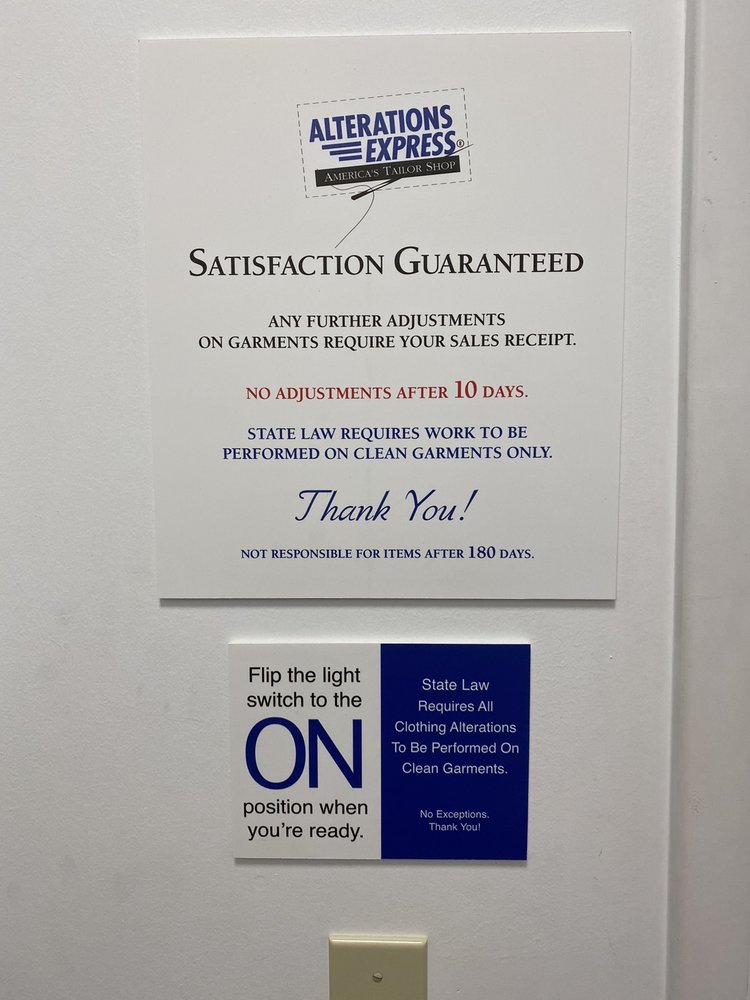 ALTERATIONS
EXPRESS®
AMERICA'S TAILOR SHOP
SATISFACTION GUARANTEED
ANY FURTHER ADJUSTMENTS
ON GARMENTS REQUIRE YOUR SALES RECEIPT.
NO ADJUSTMENTS AFTER 10 DAYS.
STATE LAW REQUIRES WORK TO BE
PERFORMED ON CLEAN GARMENTS ONLY.
Thank You!
NOT RESPONSIBLE FOR ITEMS AFTER 180 DAYS.
Flip the light
switch to the
ON
position when
you're ready.
State Law
Requires All
Clothing Alterations
To Be Performed On
Clean Garments.
No Exceptions.
Thank You!